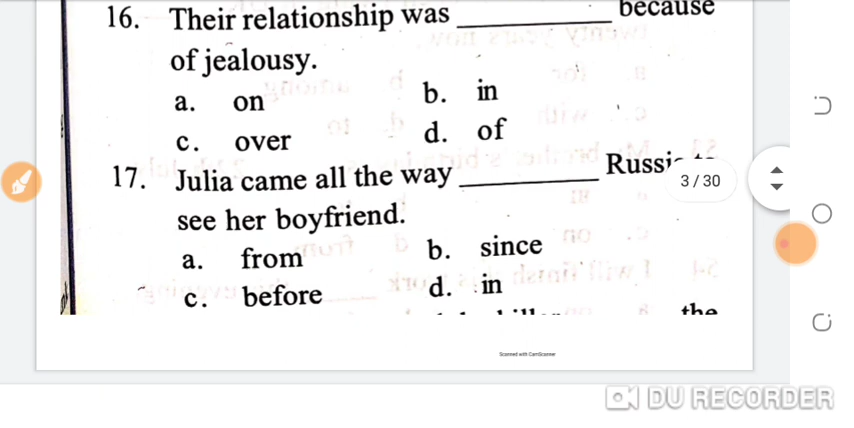 16. Their relationship was __________ because
of jealousy.
a. on b. in
c. over d. of
17. Julia came all the way __________
see her boyfriend.
a. from b. since
c. before d. in
the
3 / 30
Scanned with CamScanner
DU RECORDER